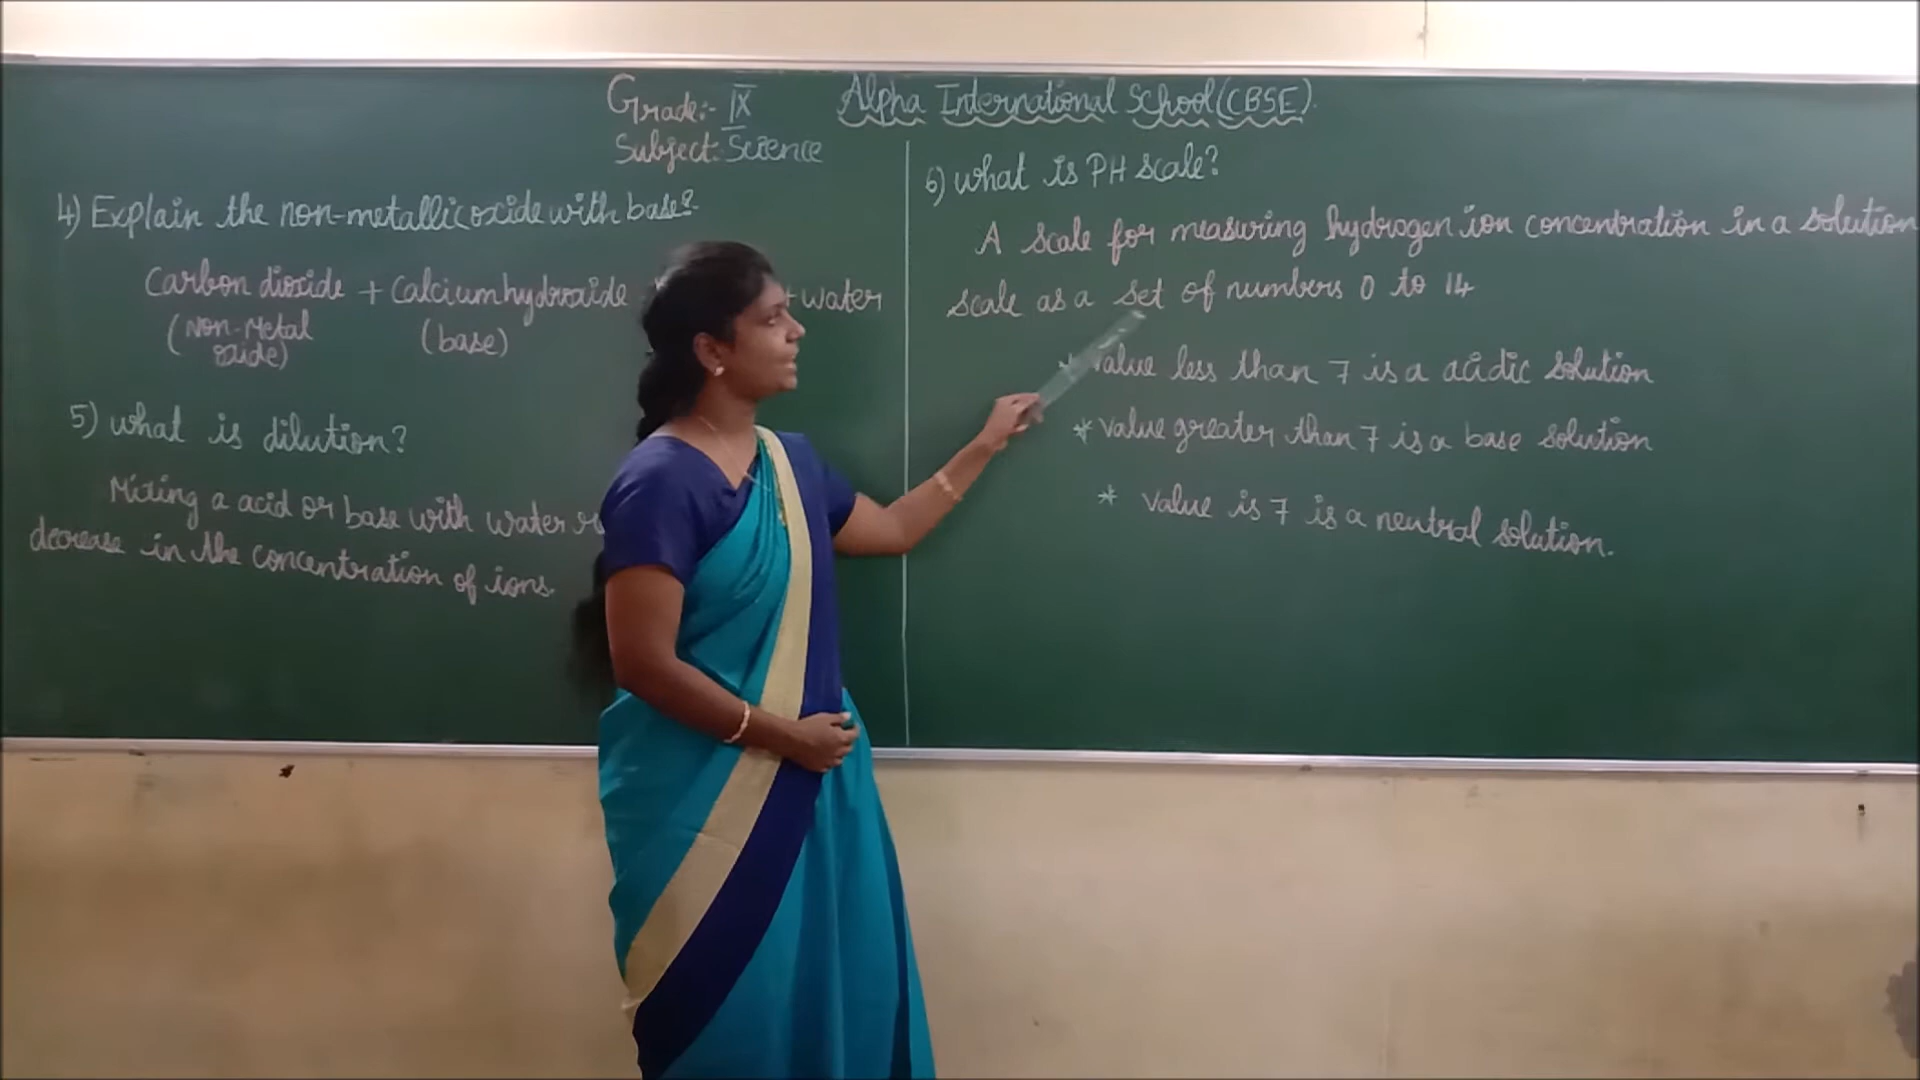 Grade:- IX
Subject: Science
Alpha International School (CBSE).
4) Explain the non-metallic oxide with base?
Carbon dioxide + Calcium hydroxide + water
(Non-Metal oxide)
(base)
5) What is dilution?
Mixing a acid or base with water
decrease in the concentration of ions.
6) What is PH scale?
A scale for measuring hydrogen ion concentration in a solution
scale as a set of numbers 0 to 14
* Value less than 7 is a acidic solution
* Value greater than 7 is a base solution
* Value is 7 is a neutral solution.